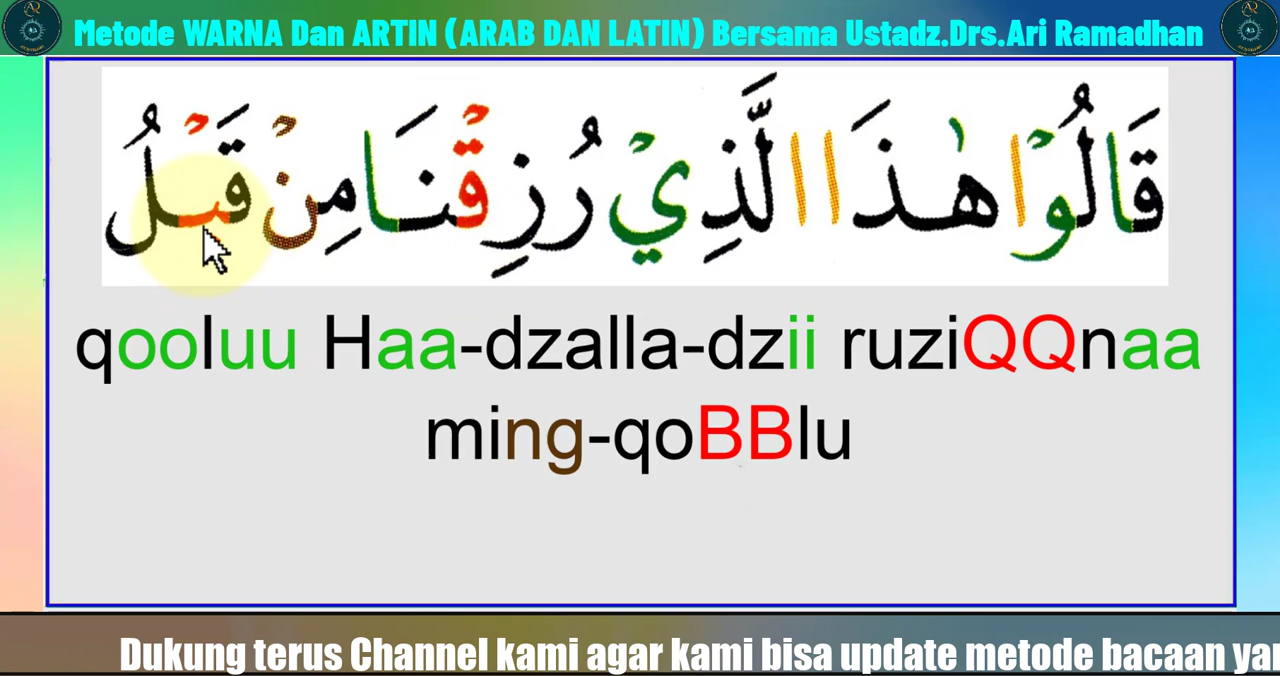 Metode WARNA Dan ARTIN (ARAB DAN LATIN) Bersama Ustadz.Drs.Ari Ramadhan
قَالُوْا هٰذَا الَّذِيْ رُزِقْنَا مِنْ قَبْلُ
qooluu Haa-dzalla-dzii ruziQQnaa
ming-qoBBlu
Dukung terus Channel kami agar kami bisa update metode bacaan yan